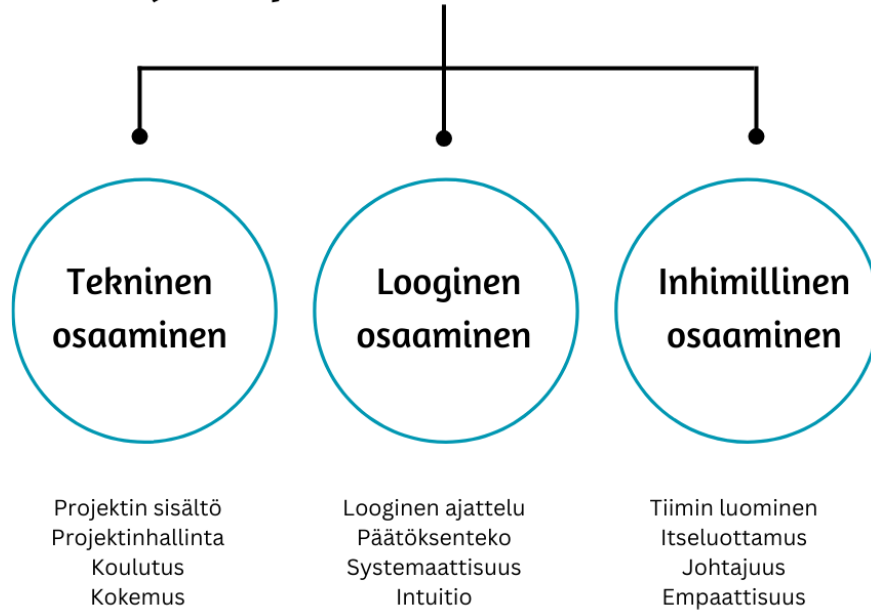 Tekninen
osaaminen
Looginen
osaaminen
Inhimillinen
osaaminen
Projektin sisältö
Projektinhallinta
Koulutus
Kokemus
Looginen ajattelu
Päätöksenteko
Systemaattisuus
Intuitio
Tiimin luominen
Itseluottamus
Johtajuus
Empaattisuus